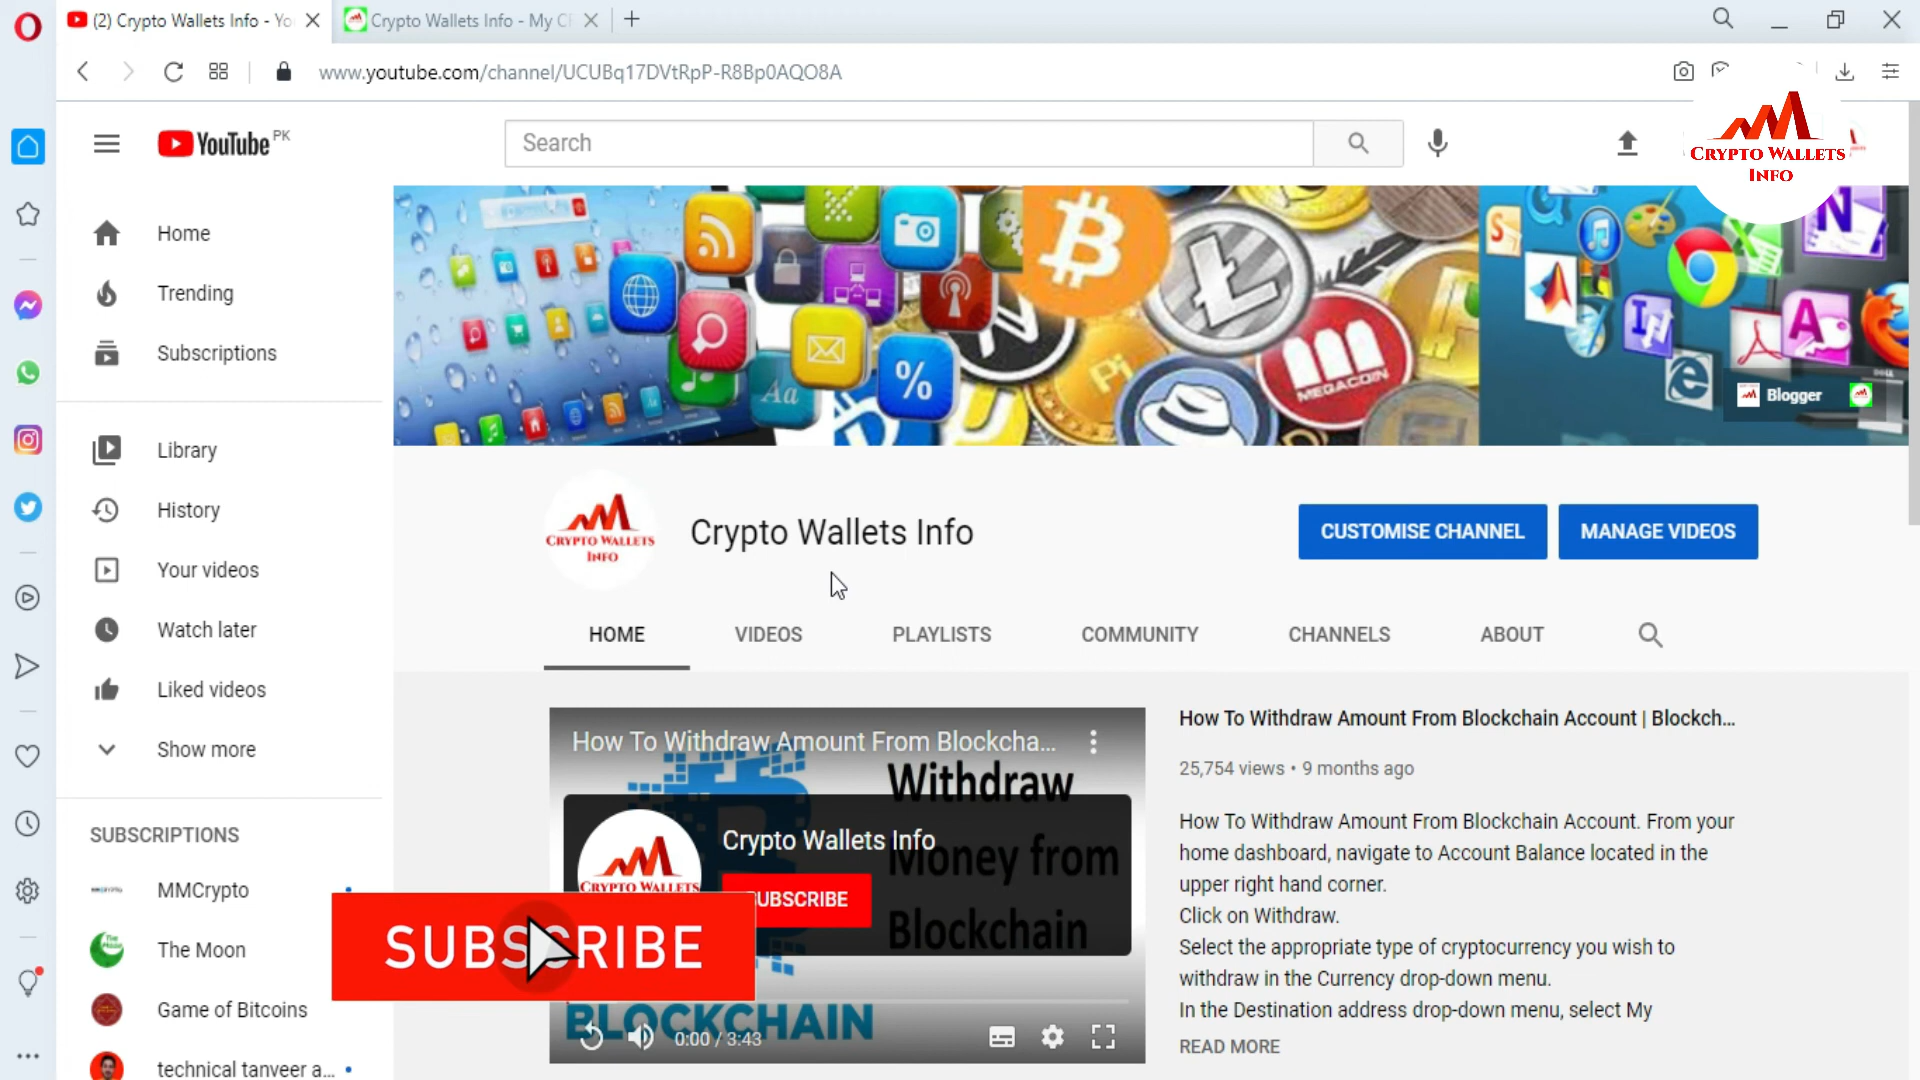 (2) Crypto Wallets Info - Yo
Crypto Wallets Info - My C
www.youtube.com/channel/UCUBq17DVtRpP-R8Bp0AQO8A
YouTube PK
Search
CRYPTO WALLETS
INFO
Home
Trending
Subscriptions
Library
History
Your videos
Watch later
Liked videos
Show more
SUBSCRIPTIONS
MMCrypto
The Moon
Game of Bitcoins
technical tanveer a...
Aa
%
Pi
MEGACOIN
Blogger
CRYPTO WALLETS
INFO
Crypto Wallets Info
CUSTOMISE CHANNEL
MANAGE VIDEOS
HOME
VIDEOS
PLAYLISTS
COMMUNITY
CHANNELS
ABOUT
How To Withdraw Amount From Blockcha...
Withdraw
Money from
Blockchain
Crypto Wallets Info
CRYPTO WALLETS
SUBSCRIBE
BLOCKCHAIN
0:00 / 3:43
How To Withdraw Amount From Blockchain Account | Blockch...
25,754 views • 9 months ago
How To Withdraw Amount From Blockchain Account. From your
home dashboard, navigate to Account Balance located in the
upper right hand corner.
Click on Withdraw.
Select the appropriate type of cryptocurrency you wish to
withdraw in the Currency drop-down menu.
In the Destination address drop-down menu, select My
READ MORE
SUBSCRIBE